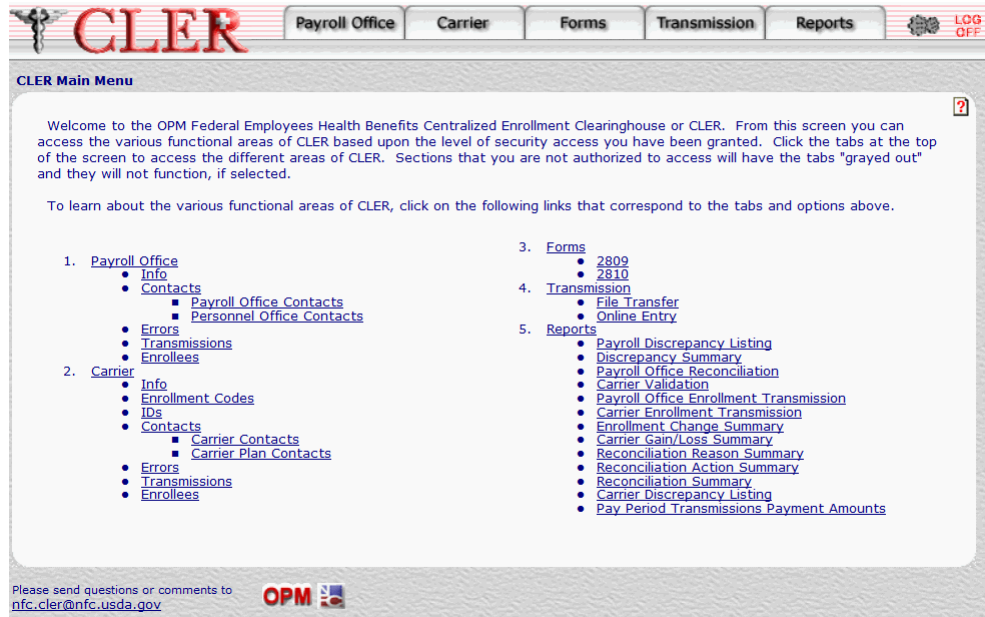 CLER
Payroll Office
Carrier
Forms
Transmission
Reports
LOG
OFF
CLER Main Menu
?
Welcome to the OPM Federal Employees Health Benefits Centralized Enrollment Clearinghouse or CLER. From this screen you can
access the various functional areas of CLER based upon the level of security access you have been granted. Click the tabs at the top
of the screen to access the different areas of CLER. Sections that you are not authorized to access will have the tabs "grayed out"
and they will not function, if selected.
To learn about the various functional areas of CLER, click on the following links that correspond to the tabs and options above.
1. Payroll Office
• Info
• Contacts
▪ Payroll Office Contacts
▪ Personnel Office Contacts
• Errors
• Transmissions
• Enrollees
2. Carrier
• Info
• Enrollment Codes
• IDs
• Contacts
▪ Carrier Contacts
▪ Carrier Plan Contacts
• Errors
• Transmissions
• Enrollees
3. Forms
• 2809
• 2810
4. Transmission
• File Transfer
• Online Entry
5. Reports
• Payroll Discrepancy Listing
• Discrepancy Summary
• Payroll Office Reconciliation
• Carrier Validation
• Payroll Office Enrollment Transmission
• Carrier Enrollment Transmission
• Enrollment Change Summary
• Carrier Gain/Loss Summary
• Reconciliation Reason Summary
• Reconciliation Action Summary
• Reconciliation Summary
• Carrier Discrepancy Listing
• Pay Period Transmissions Payment Amounts
Please send questions or comments to
nfc.cler@nfc.usda.gov
OPM